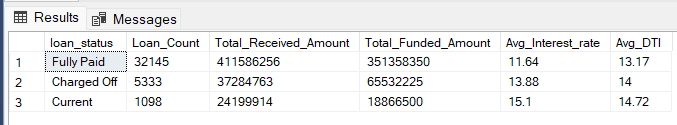 Results Messages
loan_status Loan_Count Total_Received_Amount Total_Funded_Amount Avg_Interest_rate Avg_DTI
1 Fully Paid 32145 411586256 351358350 11.64 13.17
2 Charged Off 5333 37284763 65532225 13.88 14
3 Current 1098 24199914 18866500 15.1 14.72